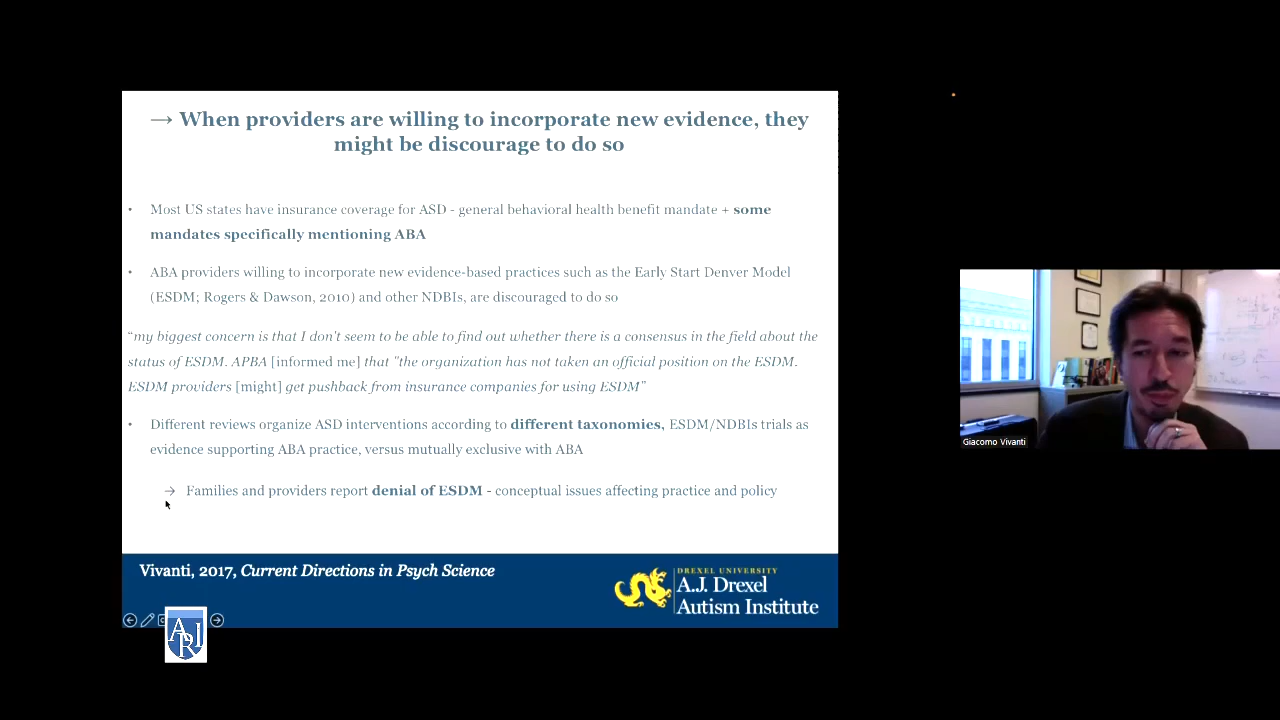 → When providers are willing to incorporate new evidence, they
might be discourage to do so
• Most US states have insurance coverage for ASD - general behavioral health benefit mandate + some
mandates specifically mentioning ABA
• ABA providers willing to incorporate new evidence-based practices such as the Early Start Denver Model
(ESDM; Rogers & Dawson, 2010) and other NDBIs, are discouraged to do so
“my biggest concern is that I don't seem to be able to find out whether there is a consensus in the field about the
status of ESDM. APBA [informed me] that "the organization has not taken an official position on the ESDM.
ESDM providers [might] get pushback from insurance companies for using ESDM”
• Different reviews organize ASD interventions according to different taxonomies, ESDM/NDBIs trials as
evidence supporting ABA practice, versus mutually exclusive with ABA
→ Families and providers report denial of ESDM - conceptual issues affecting practice and policy
Vivanti, 2017, Current Directions in Psych Science
DREXEL UNIVERSITY
A.J. Drexel
Autism Institute
ARI
Giacomo Vivanti